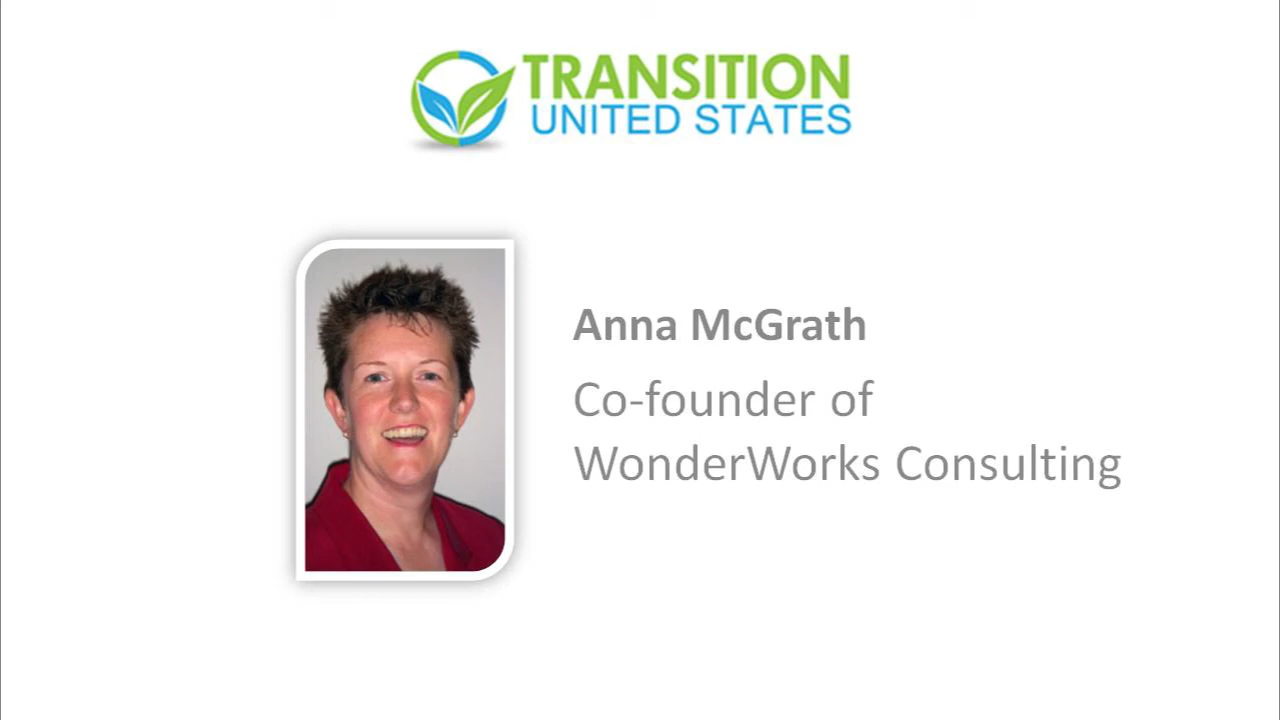 TRANSITION
UNITED STATES
Anna McGrath
Co-founder of
WonderWorks Consulting